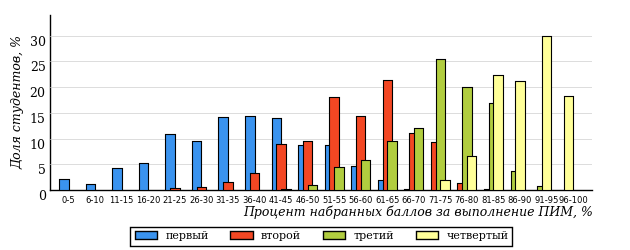 Доля студентов, %
30
25
20
15
10
5
0
0-5 6-10 11-15 16-20 21-25 26-30 31-35 36-40 41-45 46-50 51-55 56-60 61-65 66-70 71-75 76-80 81-85 86-90 91-95 96-100
Процент набранных баллов за выполнение ПИМ, %
первый второй третий четвертый